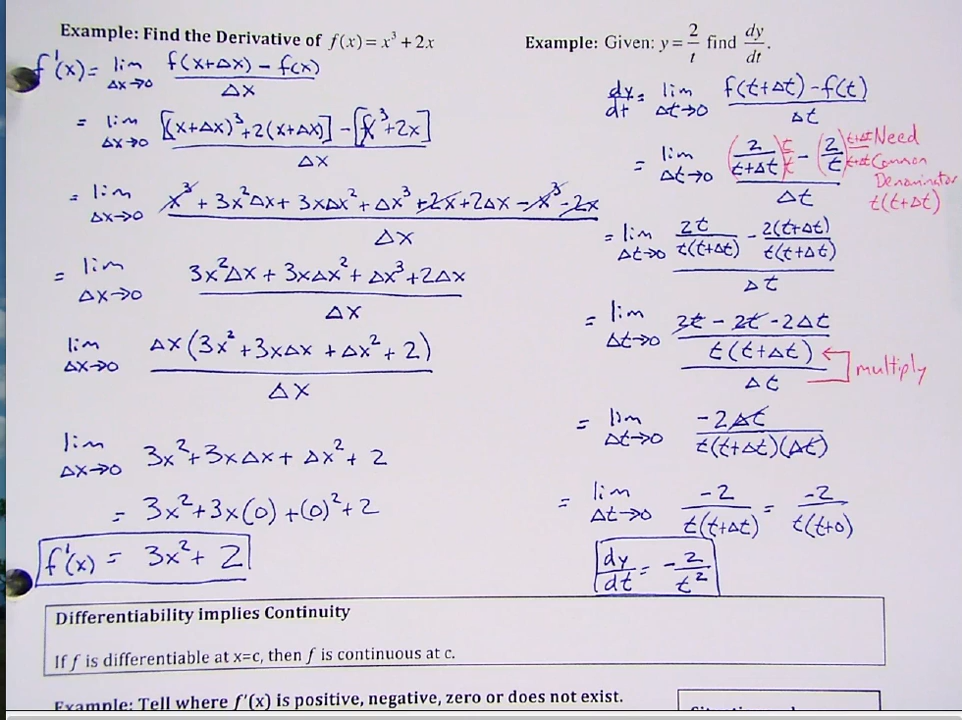 Example: Find the Derivative of f(x) = x³ + 2x
f'(x) = lim Δx→0 f(x+Δx) - f(x) / Δx
= lim Δx→0 [(x+Δx)³ + 2(x+Δx)] - [x³+2x] / Δx
= lim Δx→0 x³ + 3x²Δx + 3xΔx² + Δx³ + 2x + 2Δx - x³ - 2x / Δx
= lim Δx→0 3x²Δx + 3xΔx² + Δx³ + 2Δx / Δx
lim Δx→0 Δx(3x² + 3xΔx + Δx² + 2) / Δx
lim Δx→0 3x² + 3xΔx + Δx² + 2
= 3x² + 3x(0) + (0)² + 2
f'(x) = 3x² + 2
Example: Given: y = 2/t find dy/dt.
dy/dt = lim Δt→0 f(t+Δt) - f(t) / Δt
= lim Δt→0 (2/t+Δt) t/t - (2/t) t+Δt/t+Δt / Δt
Need
Common
Denominator
t(t+Δt)
= lim Δt→0 2t/t(t+Δt) - 2(t+Δt)/t(t+Δt) / Δt
= lim Δt→0 2t - 2t - 2Δt / t(t+Δt) / Δt
multiply
= lim Δt→0 -2Δt / t(t+Δt)(Δt)
= lim Δt→0 -2 / t(t+Δt) = -2 / t(t+0)
dy/dt = -2/t²
Differentiability implies Continuity
If f is differentiable at x=c, then f is continuous at c.
Example: Tell where f'(x) is positive, negative, zero or does not exist.